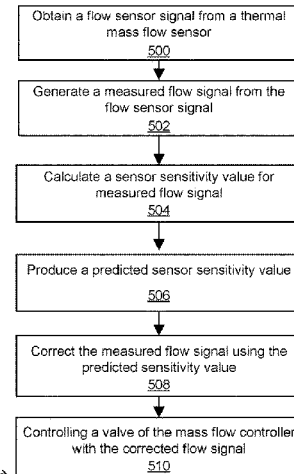 Obtain a flow sensor signal from a thermal
mass flow sensor
500
Generate a measured flow signal from the
flow sensor signal
502
Calculate a sensor sensitivity value for
measured flow signal
504
Produce a predicted sensor sensitivity value
506
Correct the measured flow signal using the
predicted sensitivity value
508
Controlling a valve of the mass flow controller
with the corrected flow signal
510